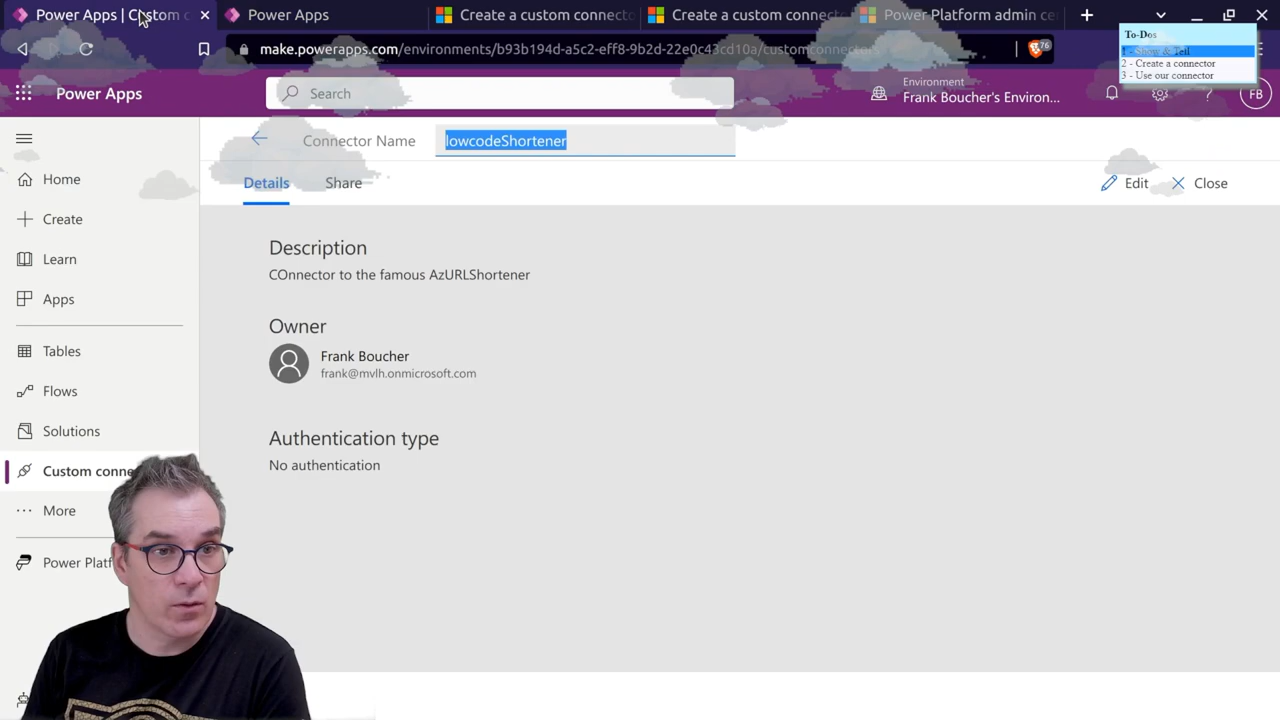 Power Apps | Custom c
Power Apps
Create a custom connecto
Create a custom connecto
Power Platform admin ce
make.powerapps.com/environments/b93b194d-a5c2-eff8-9b2d-22e0c43cd10a/customconnectors
76
To-Dos
1 - Show & Tell
2 - Create a connector
3 - Use our connector
Power Apps
Search
Environment
Frank Boucher's Environ...
FB
Connector Name
lowcodeShortener
Details
Share
Edit
Close
Home
Create
Learn
Apps
Tables
Flows
Solutions
Custom conne
More
Power Platf
Description
COnnector to the famous AzURLShortener
Owner
Frank Boucher
frank@mvlh.onmicrosoft.com
Authentication type
No authentication